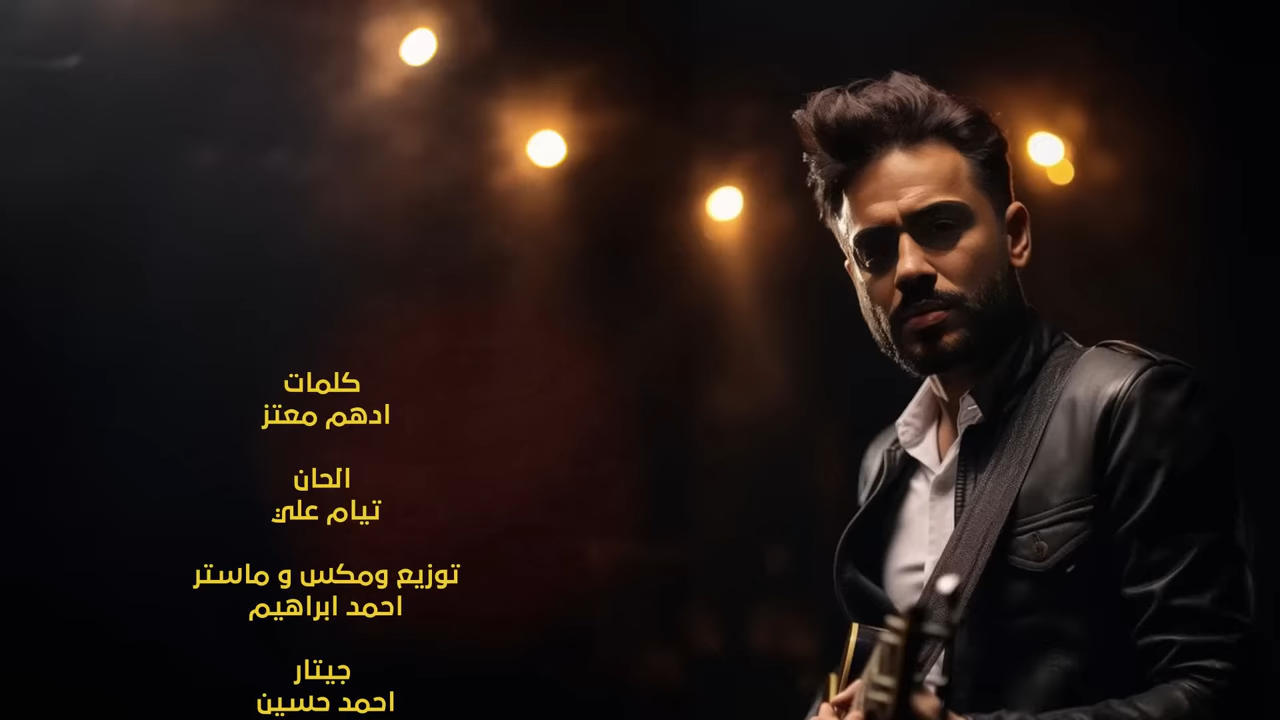 كلمات
ادهم معتز
الحان
تيام علي
توزيع ومكس و ماستر
احمد ابراهيم
جيتار
احمد حسين